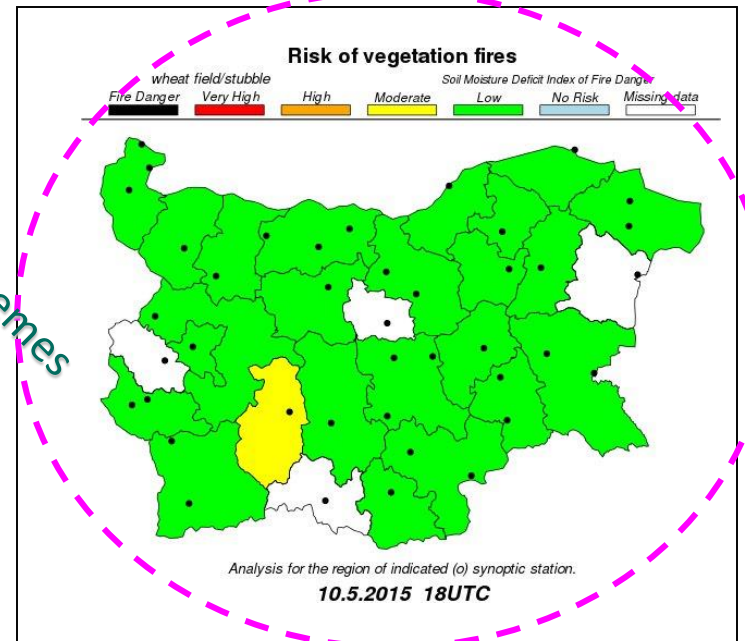 Risk of vegetation fires
wheat field/stubble Soil Moisture Deficit Index of Fire Danger
Fire Danger Very High High Moderate Low No Risk Missing data
emes
Analysis for the region of indicated (o) synoptic station.
10.5.2015 18UTC